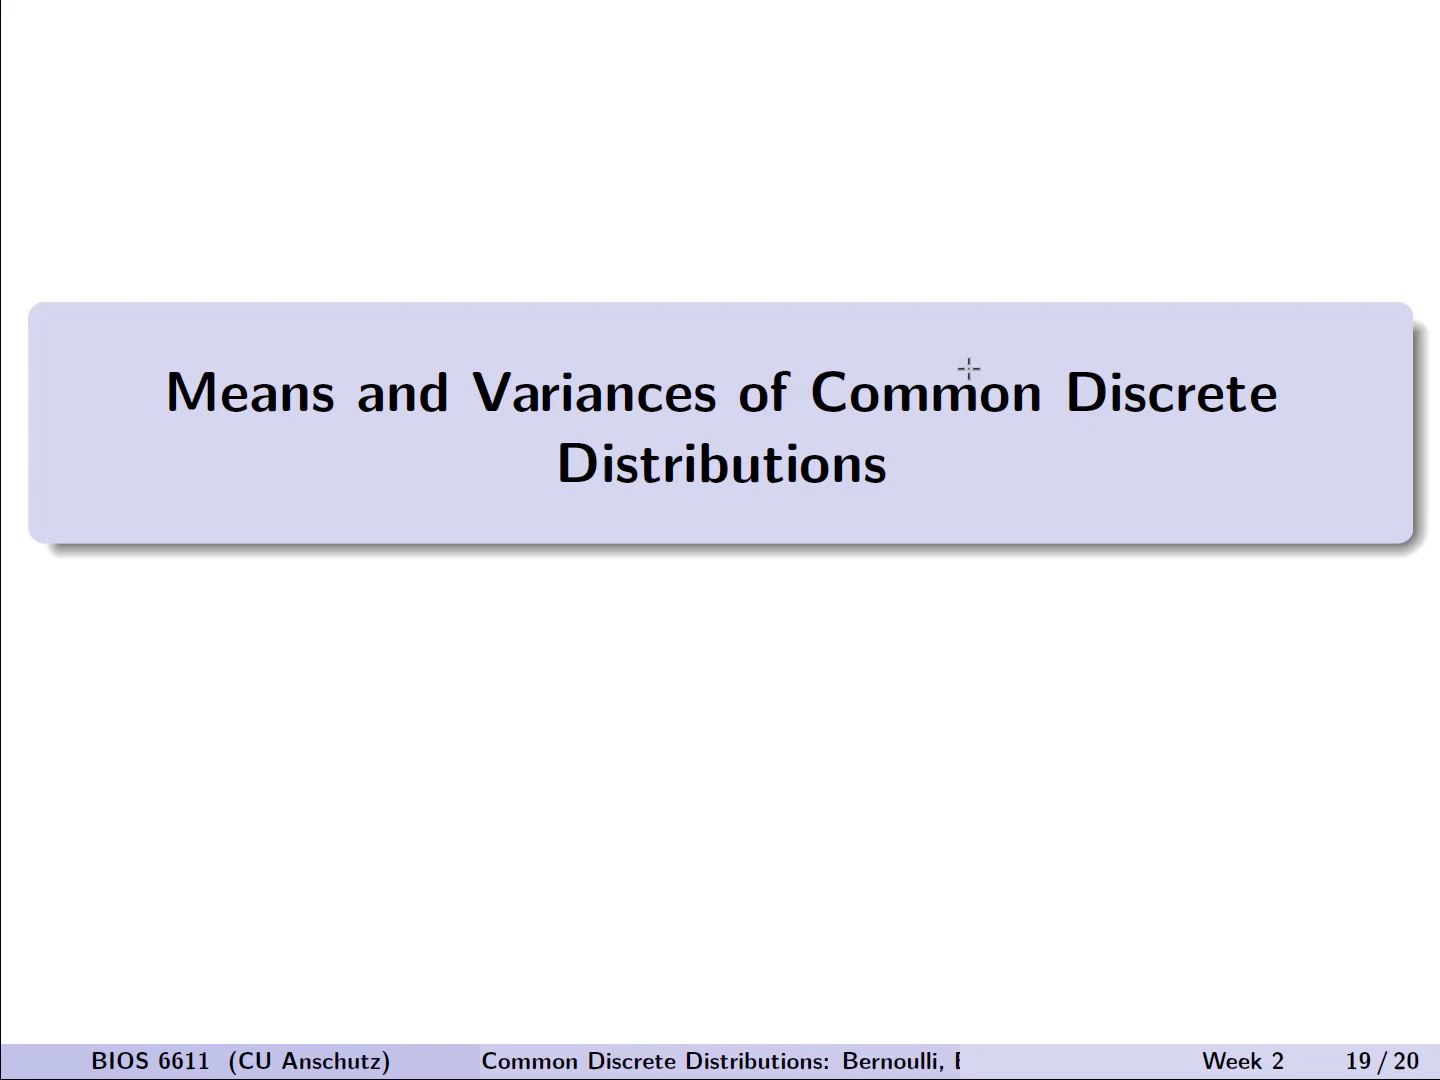 Means and Variances of Common Discrete
Distributions
BIOS 6611 (CU Anschutz) Common Discrete Distributions: Bernoulli, Week 2 19 / 20